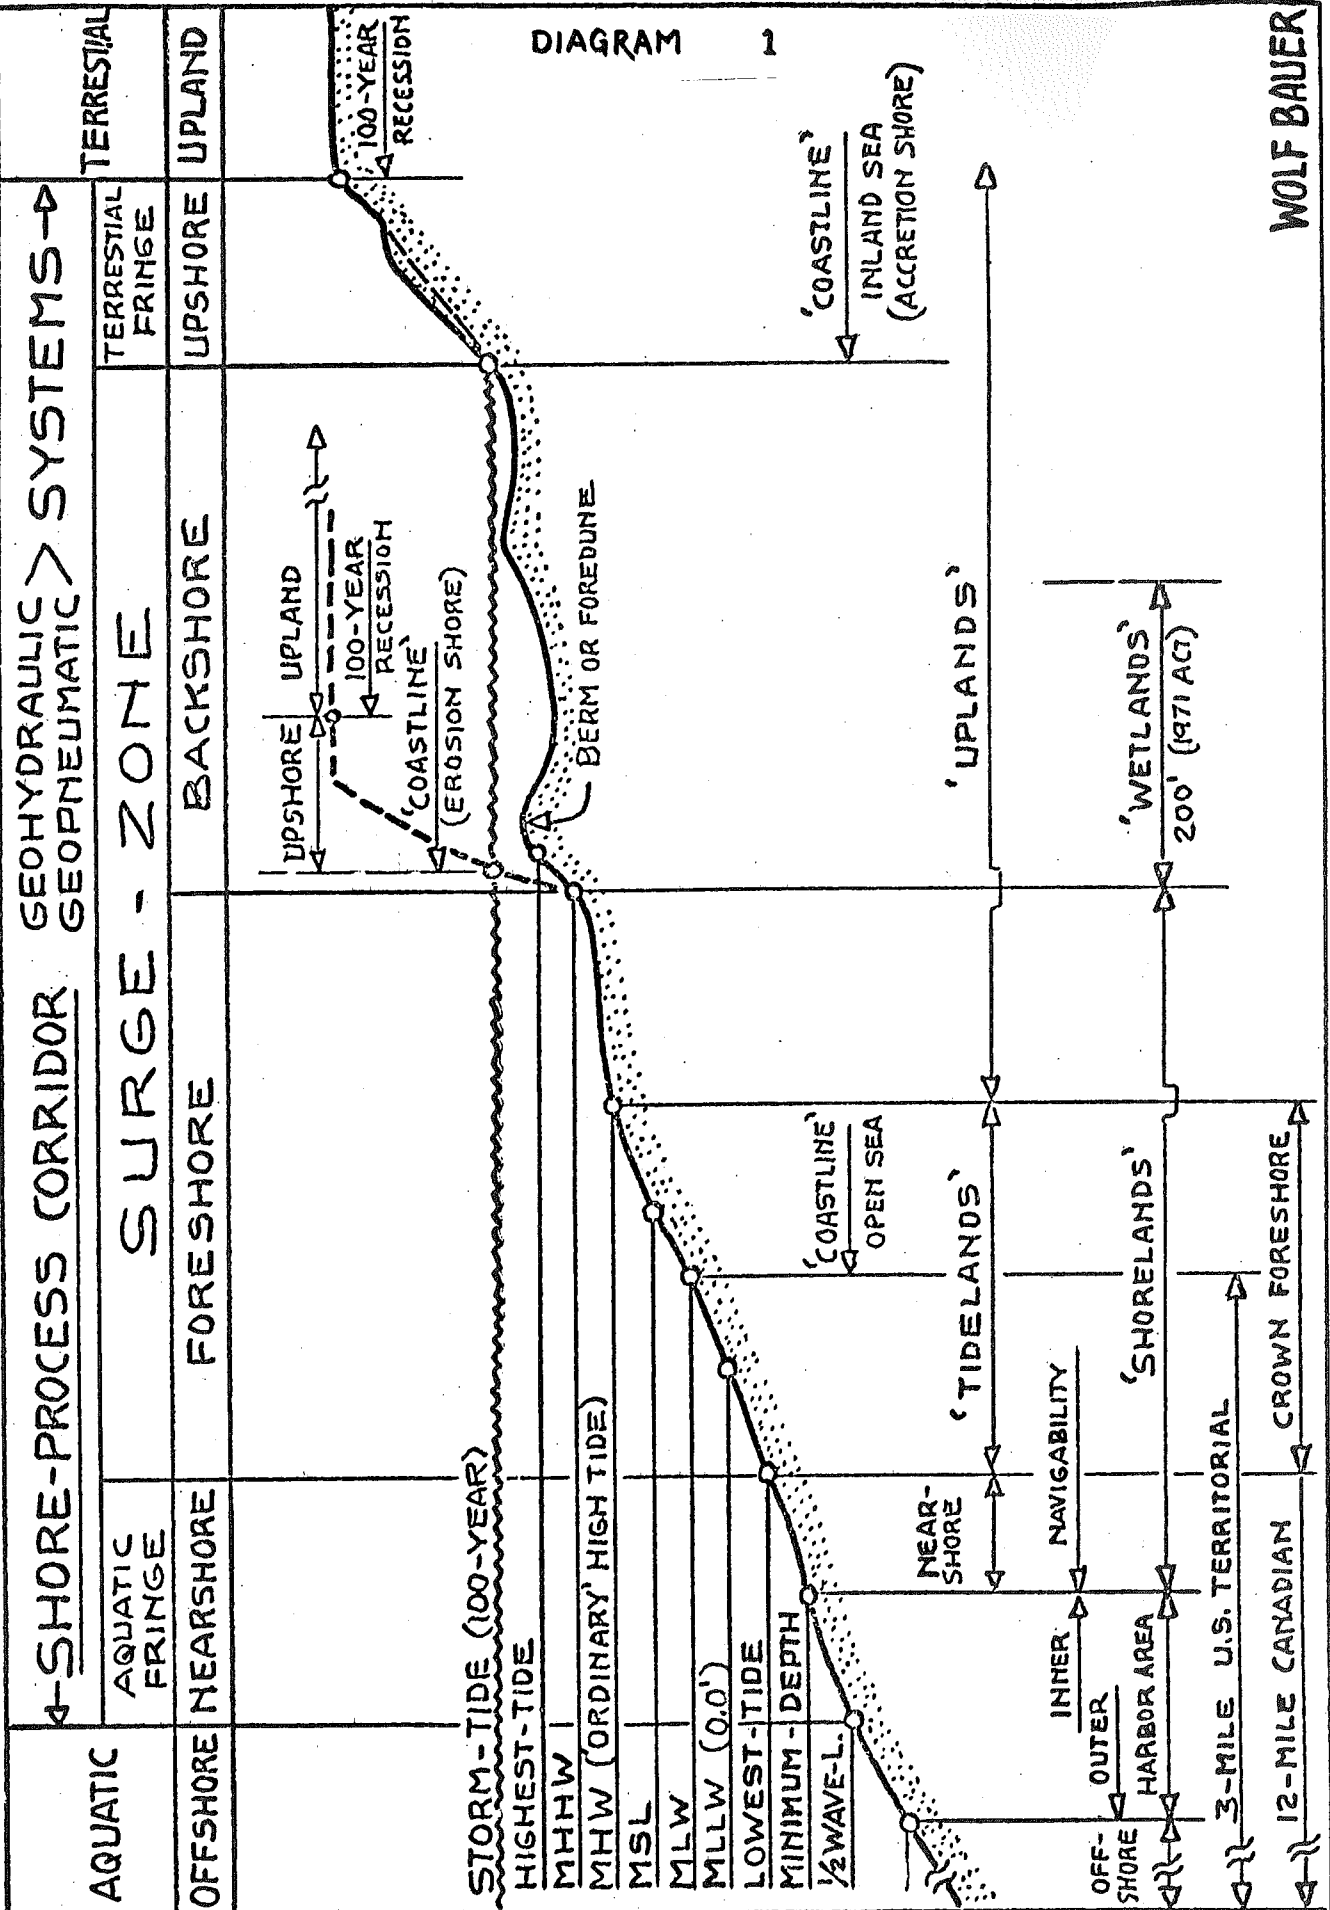 DIAGRAM 1
WOLF BAUER
←SHORE-PROCESS CORRIDOR GEOHYDRAULIC GEOPNEUMATIC > SYSTEMS→
AQUATIC
AQUATIC
FRINGE
SURGE - ZONE
TERRESTIAL
FRINGE
TERRESTIAL
OFFSHORE
NEARSHORE
FORESHORE
BACKSHORE
UPSHORE
UPLAND
100-YEAR
RECESSION
UPSHORE
UPLAND
100-YEAR
RECESSION
'COASTLINE'
(EROSION SHORE)
BERM OR FOREDUNE
STORM-TIDE (100-YEAR)
HIGHEST-TIDE
MHHW
MHW ('ORDINARY' HIGH TIDE)
MSL
MLW
MLLW (0.0')
LOWEST-TIDE
MINIMUM-DEPTH
1/2 WAVE-L.
'COASTLINE'
OPEN SEA
'COASTLINE'
INLAND SEA
(ACCRETION SHORE)
NEAR-
SHORE
'TIDELANDS'
'UPLANDS'
INNER
NAVIGABILITY
OUTER
OFF-
SHORE
HARBOR AREA
'SHORELANDS'
'WETLANDS'
200' (1971 ACT)
3-MILE U.S. TERRITORIAL
12-MILE CANADIAN
CROWN FORESHORE